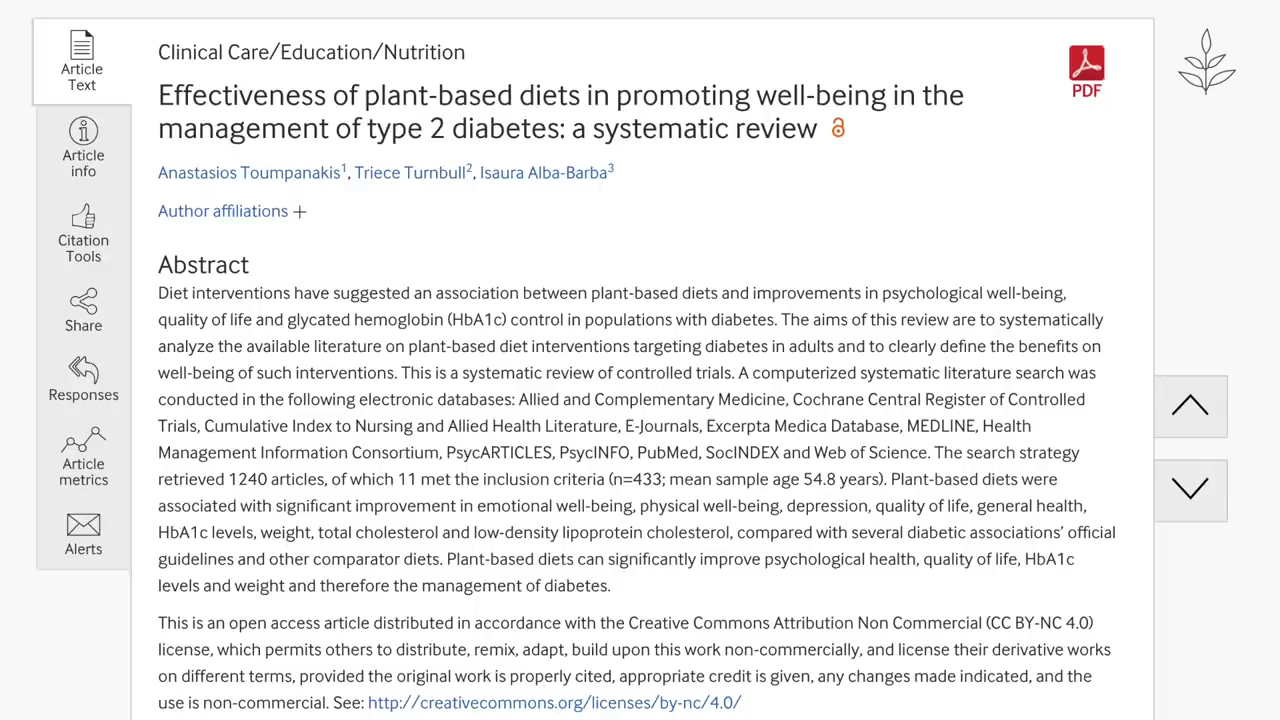 Article
Text
Article
info
Citation
Tools
Share
Responses
Article
metrics
Alerts
Clinical Care/Education/Nutrition
PDF
Effectiveness of plant-based diets in promoting well-being in the
management of type 2 diabetes: a systematic review
Anastasios Toumpanakis1, Triece Turnbull2, Isaura Alba-Barba3
Author affiliations +
Abstract
Diet interventions have suggested an association between plant-based diets and improvements in psychological well-being,
quality of life and glycated hemoglobin (HbA1c) control in populations with diabetes. The aims of this review are to systematically
analyze the available literature on plant-based diet interventions targeting diabetes in adults and to clearly define the benefits on
well-being of such interventions. This is a systematic review of controlled trials. A computerized systematic literature search was
conducted in the following electronic databases: Allied and Complementary Medicine, Cochrane Central Register of Controlled
Trials, Cumulative Index to Nursing and Allied Health Literature, E-Journals, Excerpta Medica Database, MEDLINE, Health
Management Information Consortium, PsycARTICLES, PsycINFO, PubMed, SocINDEX and Web of Science. The search strategy
retrieved 1240 articles, of which 11 met the inclusion criteria (n=433; mean sample age 54.8 years). Plant-based diets were
associated with significant improvement in emotional well-being, physical well-being, depression, quality of life, general health,
HbA1c levels, weight, total cholesterol and low-density lipoprotein cholesterol, compared with several diabetic associations’ official
guidelines and other comparator diets. Plant-based diets can significantly improve psychological health, quality of life, HbA1c
levels and weight and therefore the management of diabetes.
This is an open access article distributed in accordance with the Creative Commons Attribution Non Commercial (CC BY-NC 4.0)
license, which permits others to distribute, remix, adapt, build upon this work non-commercially, and license their derivative works
on different terms, provided the original work is properly cited, appropriate credit is given, any changes made indicated, and the
use is non-commercial. See: http://creativecommons.org/licenses/by-nc/4.0/